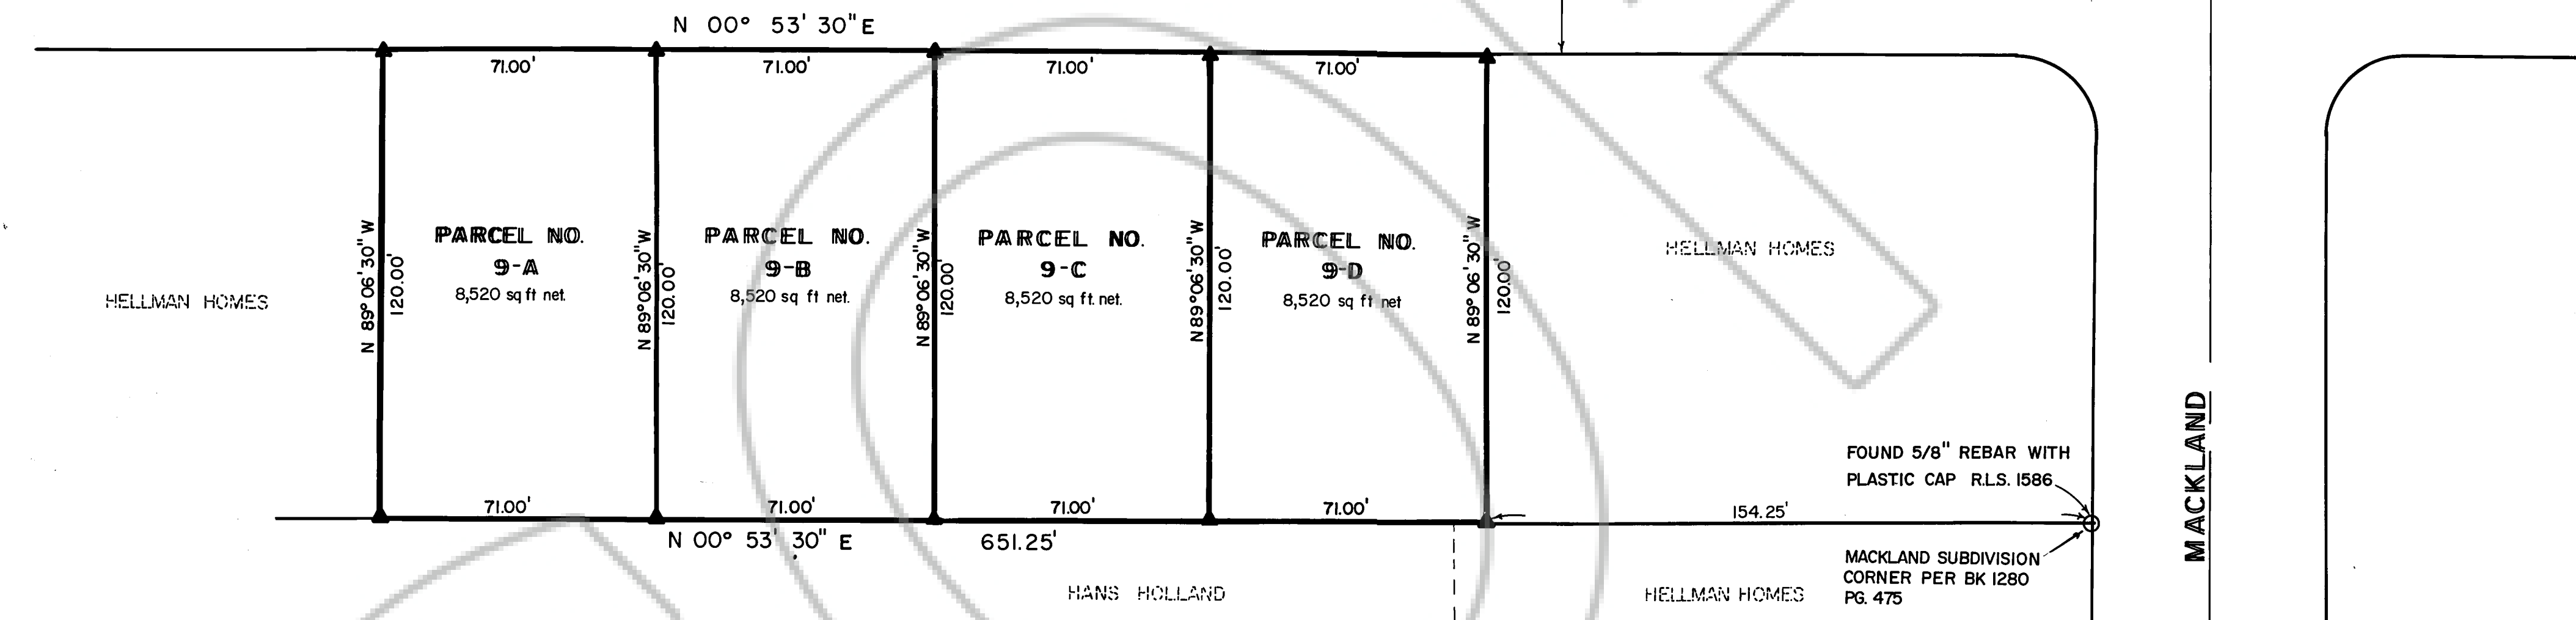 N 00° 53' 30" E
71.00'
71.00'
71.00'
71.00'
N 89° 06' 30" W
120.00'
PARCEL NO.
9-A
8,520 sq ft net.
N 89° 06' 30" W
120.00'
PARCEL NO.
9-B
8,520 sq ft net.
N 89° 06' 30" W
120.00'
PARCEL NO.
9-C
8,520 sq ft. net.
N 89° 06' 30" W
120.00'
PARCEL NO.
9-D
8,520 sq ft net
N 89° 06' 30" W
120.00'
HELLMAN HOMES
HELLMAN HOMES
71.00'
71.00'
71.00'
71.00'
154.25'
N 00° 53' 30" E
651.25'
HANS HOLLAND
HELLMAN HOMES
FOUND 5/8" REBAR WITH
PLASTIC CAP R.L.S. 1586
MACKLAND SUBDIVISION
CORNER PER BK 1280
PG. 475
MACKLAND